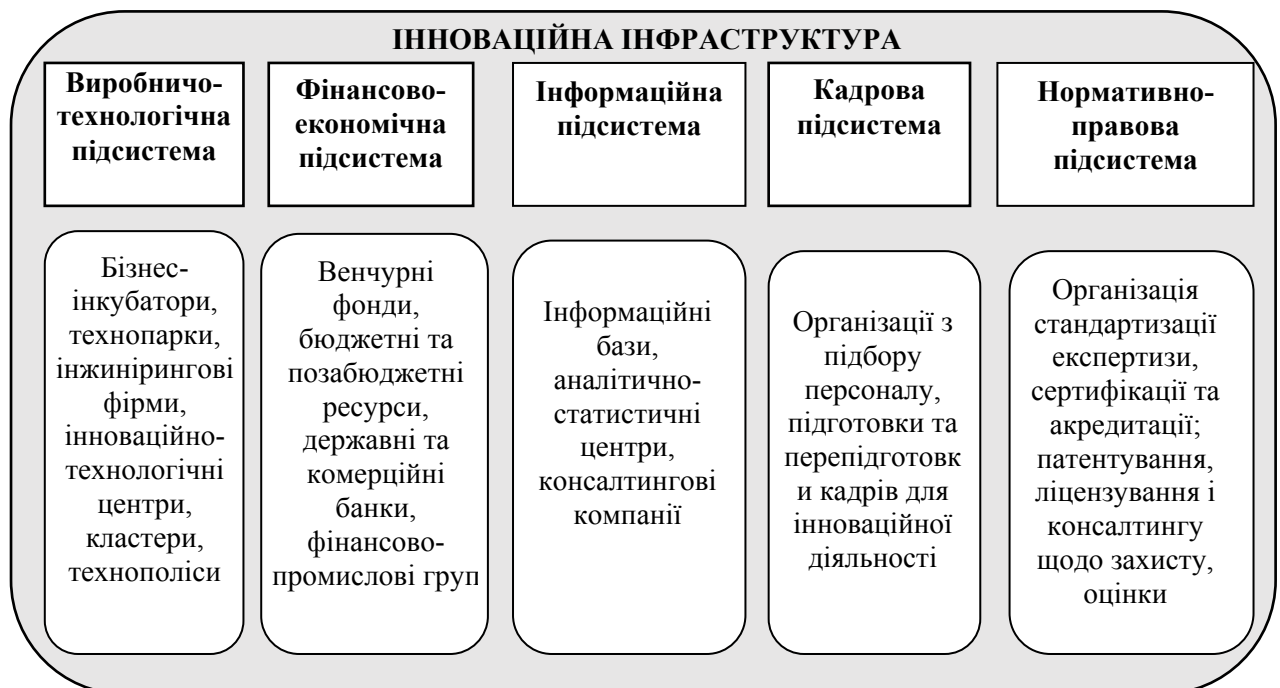 ІННОВАЦІЙНА ІНФРАСТРУКТУРА
Виробничо-
технологічна
підсистема
Фінансово-
економічна
підсистема
Інформаційна
підсистема
Кадрова
підсистема
Нормативно-
правова
підсистема
Бізнес-
інкубатори,
технопарки,
інжинірингові
фірми,
інноваційно-
технологічні
центри,
кластери,
технополіси
Венчурні
фонди,
бюджетні та
позабюджетні
ресурси,
державні та
комерційні
банки,
фінансово-
промислові груп
Інформаційні
бази,
аналітично-
статистичні
центри,
консалтингові
компанії
Організації з
підбору
персоналу,
підготовки та
перепідготовк
и кадрів для
інноваційної
діяльності
Організація
стандартизації
експертизи,
сертифікації та
акредитації;
патентування,
ліцензування і
консалтингу
щодо захисту,
оцінки